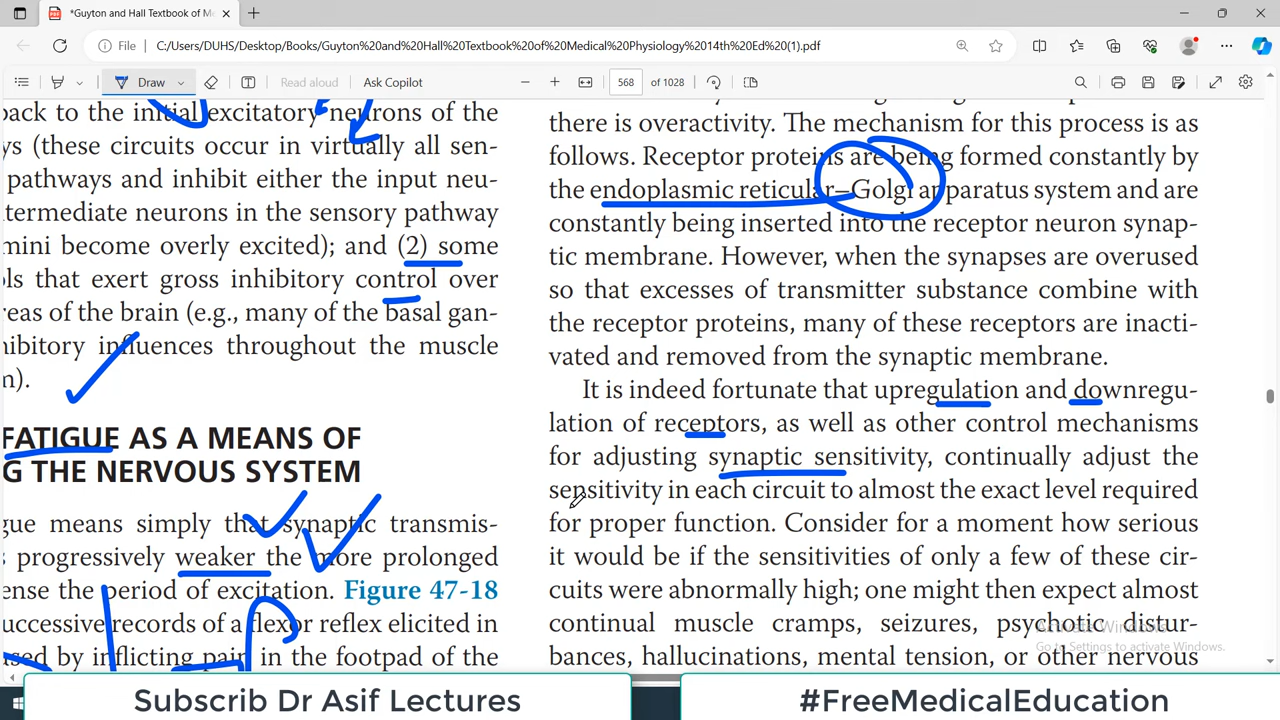 *Guyton and Hall Textbook of Me
File
C:/Users/DUHS/Desktop/Books/Guyton%20and%20Hall%20Textbook%20of%20Medical%20Physiology%2014th%20Ed%20(1).pdf
Draw
Read aloud
Ask Copilot
568 of 1028
back to the initial excitatory neurons of the
ys (these circuits occur in virtually all sen-
pathways and inhibit either the input neu-
ntermediate neurons in the sensory pathway
mini become overly excited); and (2) some
ols that exert gross inhibitory control over
reas of the brain (e.g., many of the basal gan-
hibitory influences throughout the muscle
m).
FATIGUE AS A MEANS OF
G THE NERVOUS SYSTEM
gue means simply that synaptic transmis-
s progressively weaker the more prolonged
ense the period of excitation. Figure 47-18
uccessive records of a flexor reflex elicited in
used by inflicting pain in the footpad of the
there is overactivity. The mechanism for this process is as
follows. Receptor proteins are being formed constantly by
the endoplasmic reticular–Golgi apparatus system and are
constantly being inserted into the receptor neuron synap-
tic membrane. However, when the synapses are overused
so that excesses of transmitter substance combine with
the receptor proteins, many of these receptors are inacti-
vated and removed from the synaptic membrane.
It is indeed fortunate that upregulation and downregu-
lation of receptors, as well as other control mechanisms
for adjusting synaptic sensitivity, continually adjust the
sensitivity in each circuit to almost the exact level required
for proper function. Consider for a moment how serious
it would be if the sensitivities of only a few of these cir-
cuits were abnormally high; one might then expect almost
continual muscle cramps, seizures, psychotic distur-
bances, hallucinations, mental tension, or other nervous
Activate Windows
Go to Settings to activate Windows.
Subscrib Dr Asif Lectures
#FreeMedicalEducation